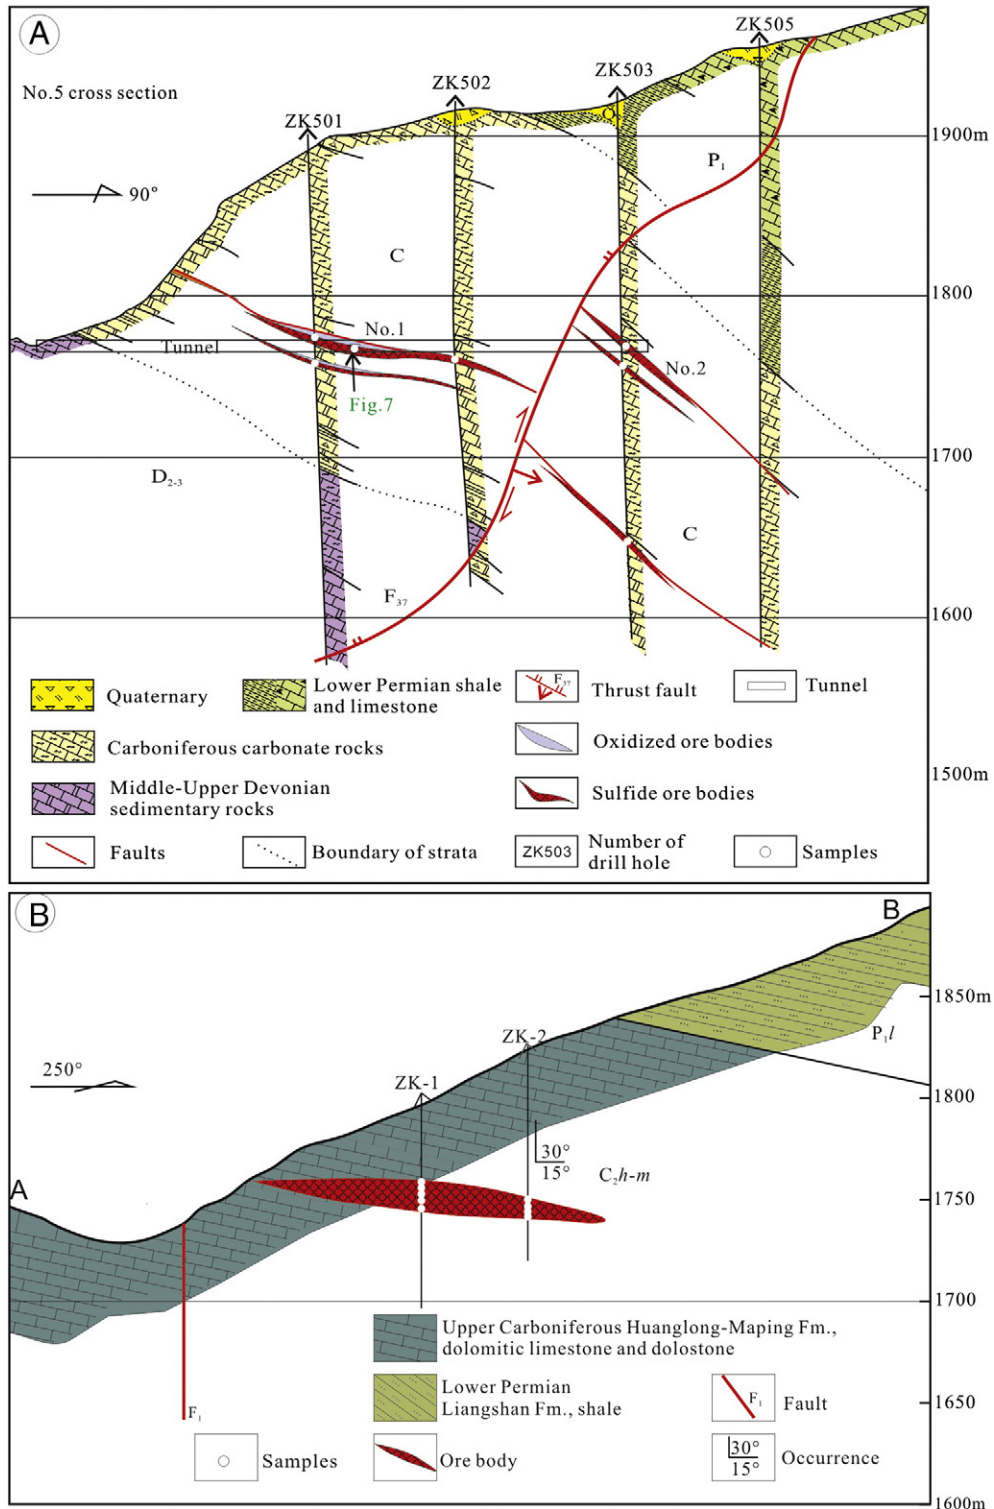 A
No.5 cross section
ZK501
ZK502
ZK503
ZK505
90°
1900m
P₁
C
Q
1800
No.1
Tunnel
No.2
Fig.7
1700
D₂₋₃
C
F₃₇
1600
Quaternary
Lower Permian shale
and limestone
F₃₇
Thrust fault
Tunnel
Carboniferous carbonate rocks
Oxidized ore bodies
1500m
Middle-Upper Devonian
sedimentary rocks
Sulfide ore bodies
Faults
Boundary of strata
ZK503
Number of
drill hole
Samples
B
B
1850m
P₁l
ZK-2
250°
ZK-1
1800
30°
15°
C₂h-m
A
1750
1700
Upper Carboniferous Huanglong-Maping Fm.,
dolomitic limestone and dolostone
Lower Permian
Liangshan Fm., shale
F₁
Fault
1650
F₁
Samples
Ore body
30°
15°
Occurrence
1600m